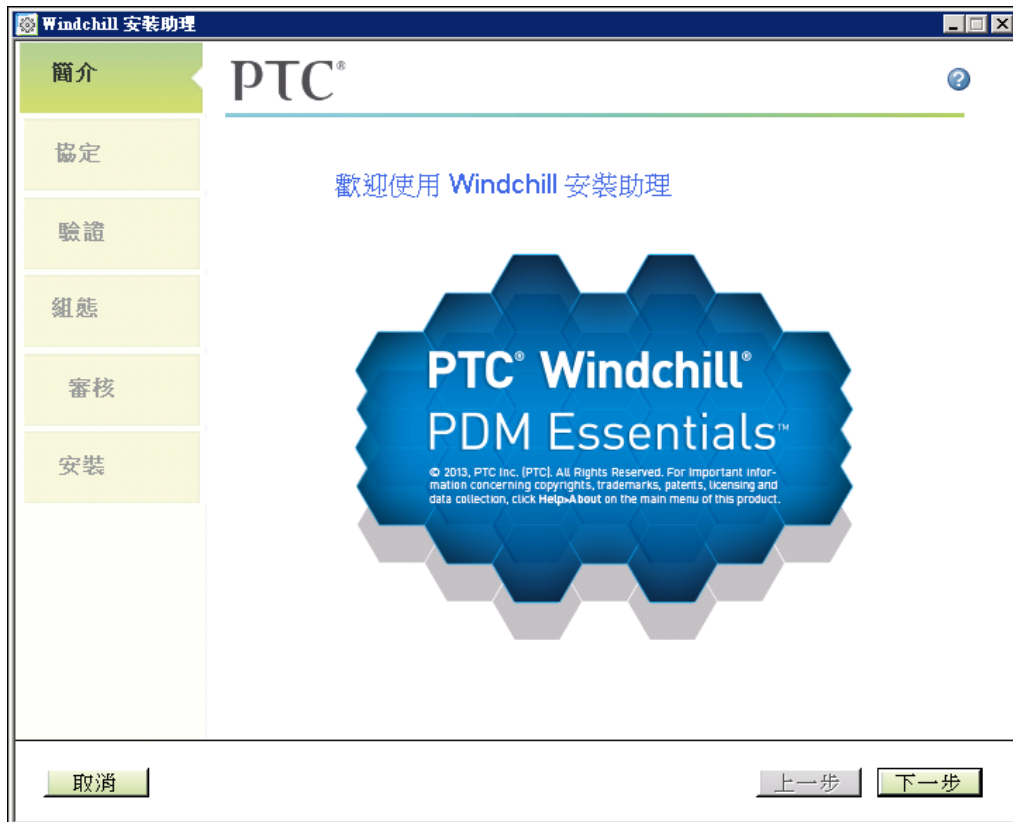 Windchill 安裝助理
簡介
協定
驗證
組態
審核
安裝
PTC®
?
歡迎使用 Windchill 安裝助理
PTC® Windchill®
PDM Essentials™
© 2013, PTC Inc. (PTC). All Rights Reserved. For Important infor-
mation concerning copyrights, trademarks, patents, licensing and
data collection, click Help>About on the main menu of this product.
取消
上一步
下一步